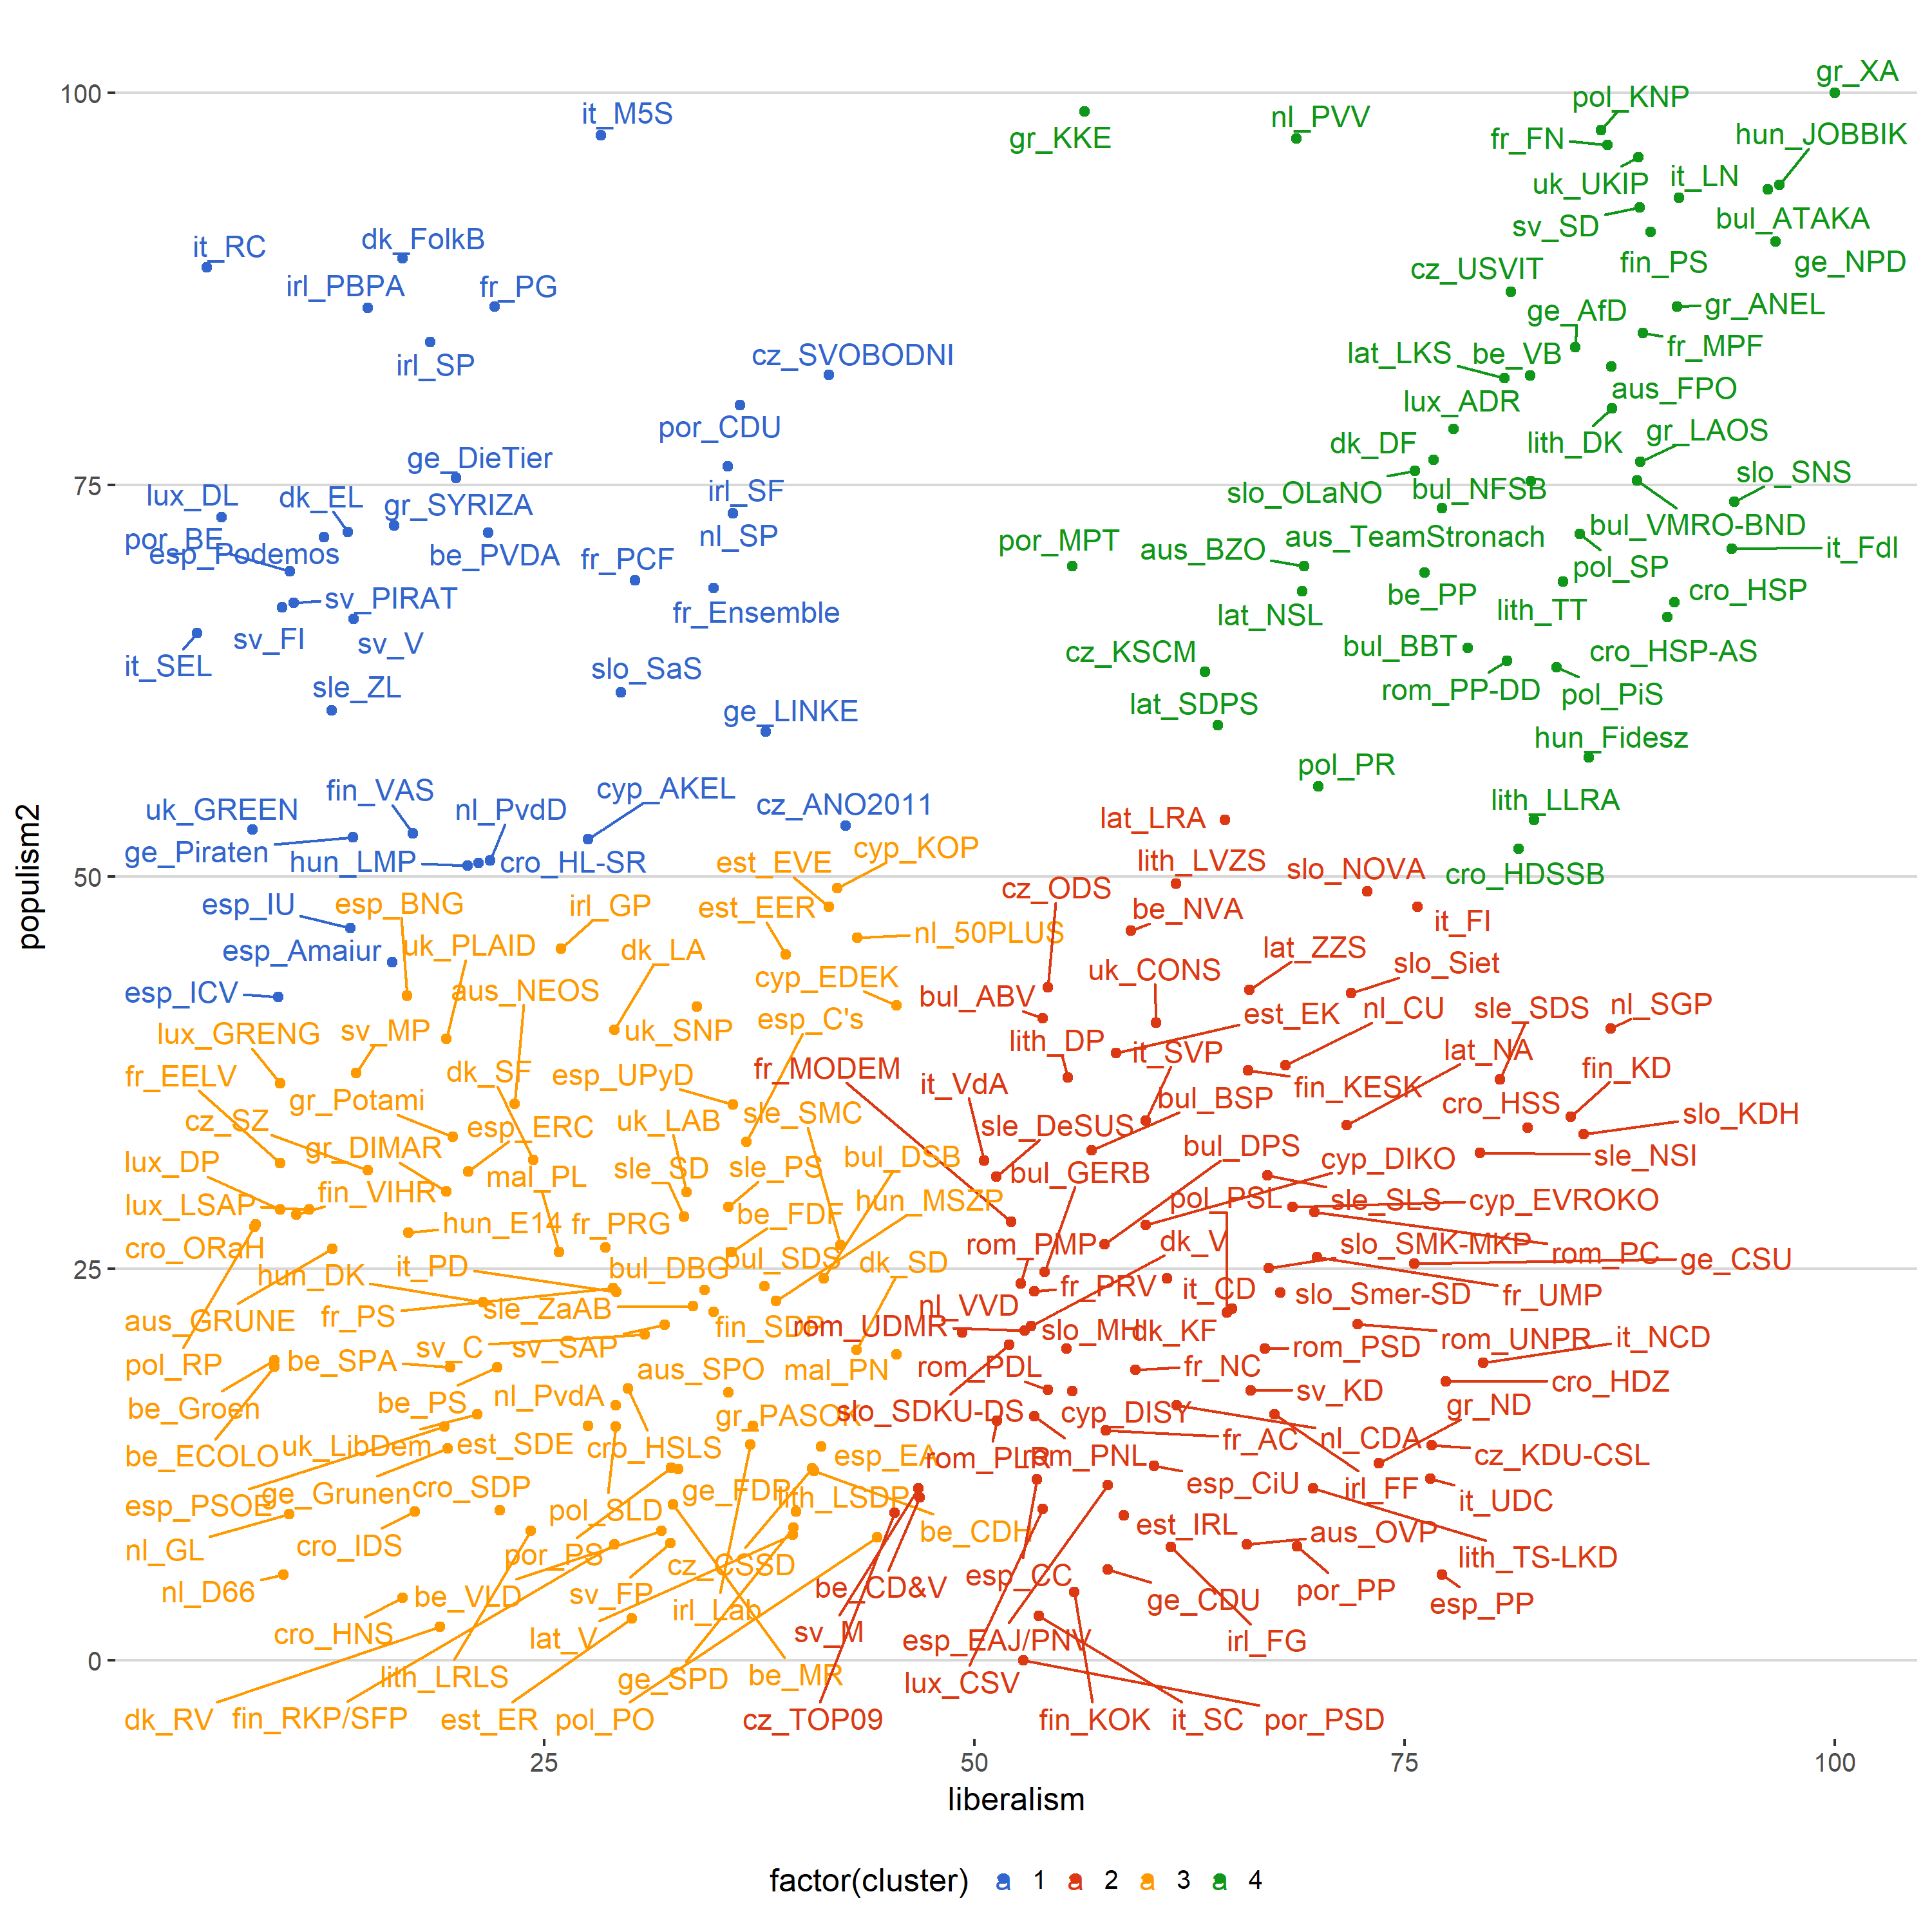 gr_XA
100
pol_KNP
it_M5S
nl_PVV
gr_KKE
fr_FN
hun_JOBBIK
uk_UKIP
it_LN
bul_ATAKA
sv_SD
it_RC
dk_FolkB
fin_PS
ge_NPD
cz_USVIT
irl_PBPA
fr_PG
ge_AfD
gr_ANEL
irl_SP
cz_SVOBODNI
lat_LKS
be_VB
fr_MPF
aus_FPO
lux_ADR
por_CDU
dk_DF
lith_DK
gr_LAOS
ge_DieTier
75
slo_SNS
lux_DL
dk_EL
gr_SYRIZA
irl_SF
slo_OLaNO
bul_NFSB
por_BE
esp_Podemos
be_PVDA
fr_PCF
nl_SP
por_MPT
aus_BZO
aus_TeamStronach
bul_VMRO-BND
it_FdI
pol_SP
sv_PIRAT
be_PP
cro_HSP
fr_Ensemble
lat_NSL
lith_TT
sv_FI
sv_V
it_SEL
slo_SaS
cz_KSCM
bul_BBT
cro_HSP-AS
sle_ZL
rom_PP-DD
pol_PiS
ge_LINKE
lat_SDPS
hun_Fidesz
pol_PR
fin_VAS
cyp_AKEL
uk_GREEN
nl_PvdD
cz_ANO2011
lith_LLRA
lat_LRA
ge_Piraten
hun_LMP
cro_HL-SR
est_EVE
cyp_KOP
lith_LVZS
slo_NOVA
50
cro_HDSSB
cz_ODS
populism2
esp_IU
esp_BNG
irl_GP
est_EER
be_NVA
it_FI
esp_Amaiur
uk_PLAID
dk_LA
nl_50PLUS
lat_ZZS
slo_Siet
cyp_EDEK
uk_CONS
esp_ICV
aus_NEOS
bul_ABV
sle_SDS
nl_SGP
lux_GRENG
sv_MP
uk_SNP
esp_C's
est_EK
nl_CU
lith_DP
it_SVP
lat_NA
fr_EELV
dk_SF
esp_UPyD
fr_MODEM
it_VdA
fin_KESK
fin_KD
gr_Potami
bul_BSP
cro_HSS
cz_SZ
esp_ERC
uk_LAB
sle_SMC
sle_DeSUS
slo_KDH
gr_DIMAR
bul_DPS
lux_DP
mal_PL
sle_SD
sle_PS
bul_DSB
bul_GERB
cyp_DIKO
sle_NSI
lux_LSAP
fin_VIHR
hun_MSZP
pol_PSL
sle_SLS
cyp_EVROKO
hun_E14
fr_PRG
be_FDF
cro_ORaH
rom_PMP
dk_V
slo_SMK-MKP
rom_PC
ge_CSU
25
hun_DK
it_PD
bul_DBG
bul_SDS
dk_SD
fr_PRV
it_CD
slo_Smer-SD
fr_UMP
aus_GRUNE
fr_PS
sle_ZaAB
fin_SDP
nl_VVD
rom_UDMR
slo_MH
dk_KF
rom_PSD
rom_UNPR
it_NCD
pol_RP
be_SPA
sv_C
sv_SAP
aus_SPO
mal_PN
rom_PDL
fr_NC
sv_KD
cro_HDZ
be_Groen
be_PS
nl_PvdA
gr_PASOK
slo_SDKU-DS
cyp_DISY
gr_ND
be_ECOLO
uk_LibDem
est_SDE
cro_HSLS
esp_EA
rom_PLR
rom_PNL
fr_AC
nl_CDA
cz_KDU-CSL
esp_PSOE
ge_Grunen
cro_SDP
ge_FDP
lith_LSDP
esp_CiU
irl_FF
it_UDC
pol_SLD
nl_GL
cro_IDS
por_PS
cz_CSSD
be_CDH
est_IRL
aus_OVP
lith_TS-LKD
nl_D66
be_VLD
sv_FP
irl_Lab
be_CD&V
esp_CC
ge_CDU
por_PP
esp_PP
cro_HNS
lat_V
sv_M
esp_EAJ/PNV
irl_FG
0
lith_LRLS
ge_SPD
be_MR
lux_CSV
dk_RV
fin_RKP/SFP
est_ER
pol_PO
cz_TOP09
fin_KOK
it_SC
por_PSD
25
50
75
100
liberalism
factor(cluster)
a 1
a 2
a 3
a 4